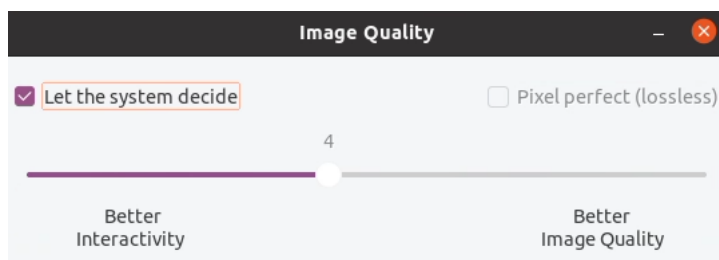 Image Quality
Let the system decide
Pixel perfect (lossless)
4
Better
Interactivity
Better
Image Quality